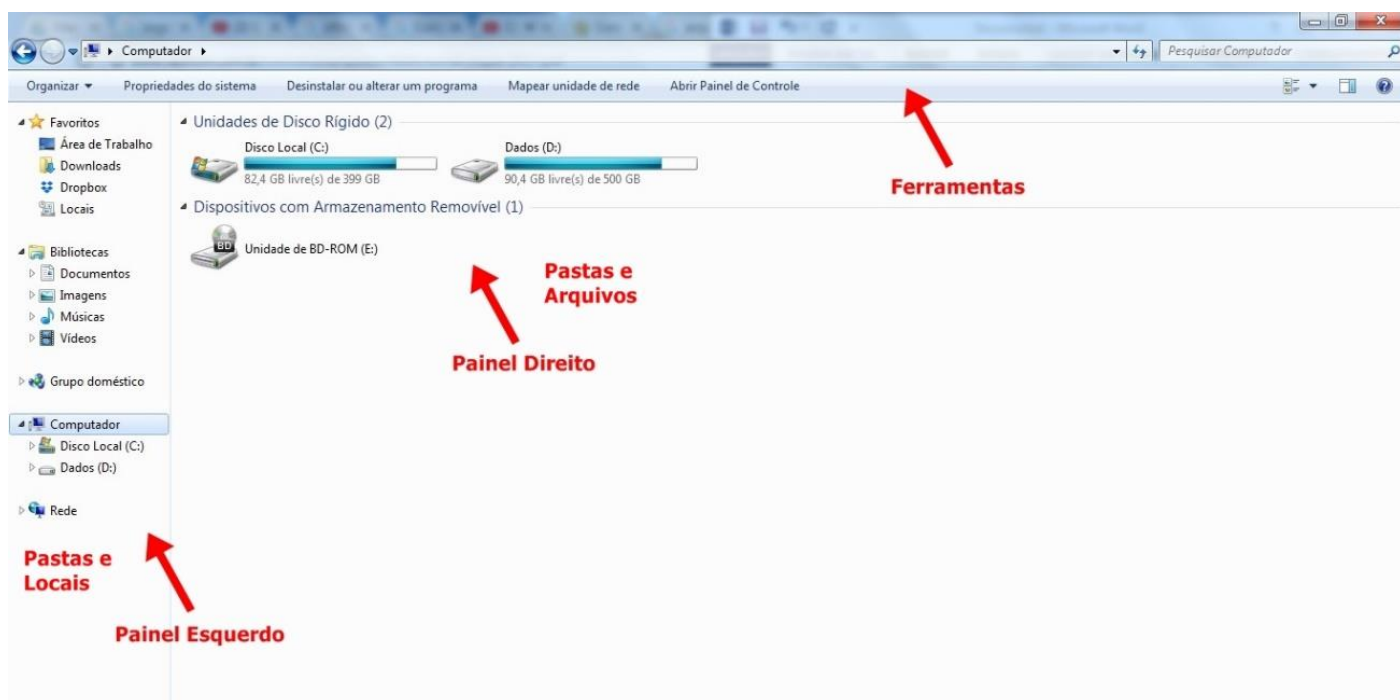 Computador
Pesquisar Computador
Organizar
Propriedades do sistema
Desinstalar ou alterar um programa
Mapear unidade de rede
Abrir Painel de Controle
Ferramentas
Favoritos
Área de Trabalho
Downloads
Dropbox
Locais
Bibliotecas
Documentos
Imagens
Músicas
Vídeos
Grupo doméstico
Computador
Disco Local (C:)
Dados (D:)
Rede
Pastas e
Locais
Painel Esquerdo
Unidades de Disco Rígido (2)
Disco Local (C:)
82,4 GB livre(s) de 399 GB
Dados (D:)
90,4 GB livre(s) de 500 GB
Dispositivos com Armazenamento Removível (1)
BD
Unidade de BD-ROM (E:)
Pastas e
Arquivos
Painel Direito